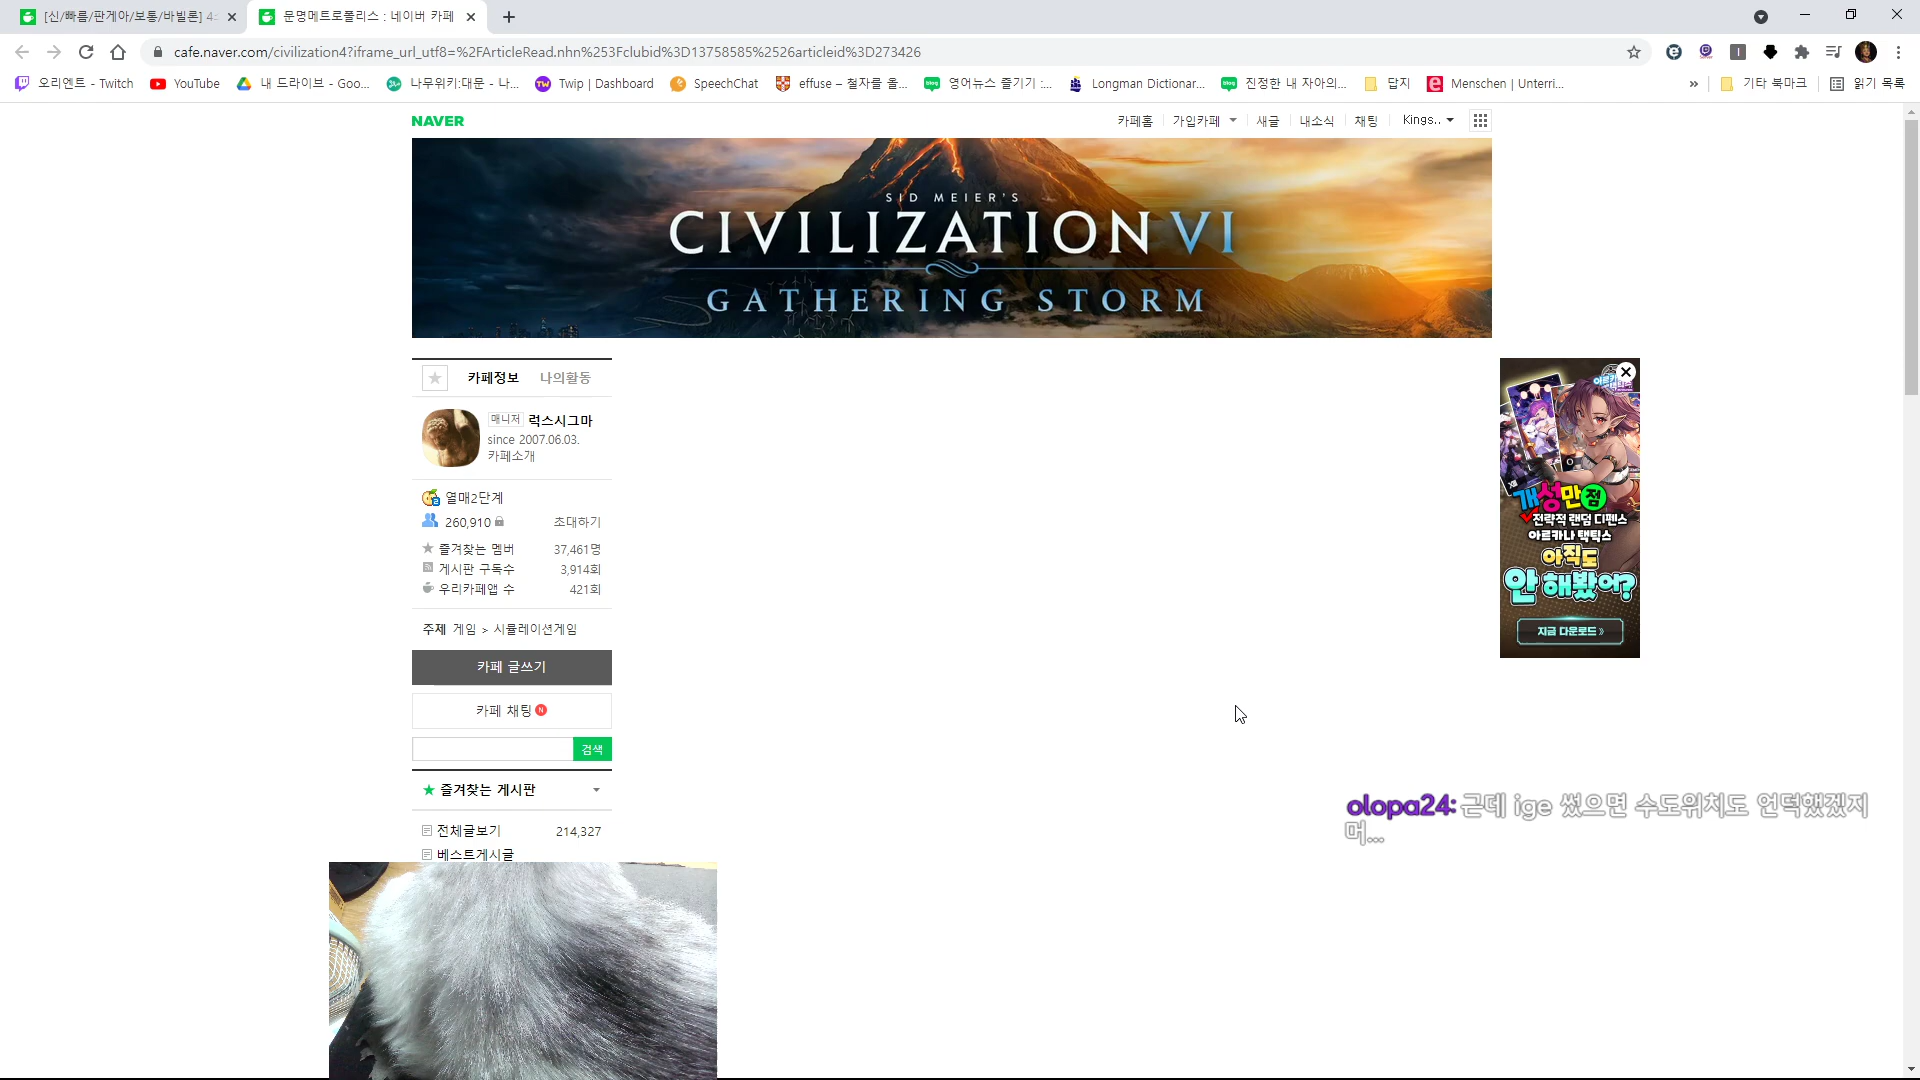 [신/빠름/판게아/보통/바빌론] 4
문명메트로폴리스 : 네이버 카페
cafe.naver.com/civilization4?iframe_url_utf8=%2FArticleRead.nhn%253Fclubid%3D13758585%2526articleid%3D273426
오리엔트 - Twitch
YouTube
내 드라이브 - Goo...
나무위키:대문 - 나...
Twip | Dashboard
SpeechChat
effuse – 철자를 올...
영어뉴스 즐기기 :...
Longman Dictionar...
진정한 내 자아의...
답지
Menschen | Unterri...
»
기타 북마크
읽기 목록
NAVER
카페홈
가입카페
새글
내소식
채팅
Kings..
SID MEIER'S
CIVILIZATION VI
GATHERING STORM
카페정보 나의활동
매니저 럭스시그마
since 2007.06.03.
카페소개
열매2단계
260,910 초대하기
즐겨찾는 멤버 37,461명
게시판 구독수 3,914회
우리카페앱 수 421회
주제 게임 > 시뮬레이션게임
카페 글쓰기
카페 채팅 N
검색
즐겨찾는 게시판
전체글보기 214,327
베스트게시글
개성만점
전략적 랜덤 디펜스
아르카나 택틱스
아직도
안 해봤어?
지금 다운로드 »
olopa24: 근데 ige 썼으면 수도위치도 언덕했겠지
머...